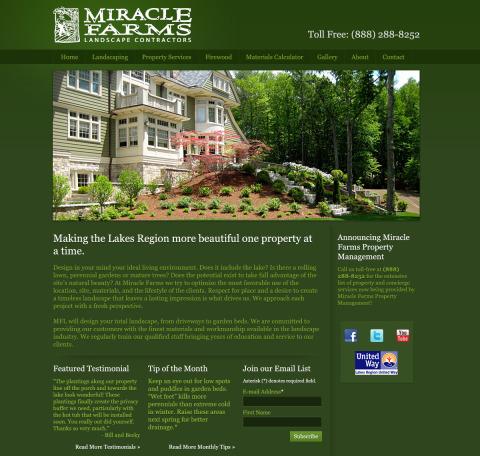 MIRACLE
FARMS
LANDSCAPE CONTRACTORS
Toll Free: (888) 288-8252
Home Landscaping Property Services Firewood Materials Calculator Gallery About Contact
Making the Lakes Region more beautiful one property at
a time.
Design in your mind your ideal living environment. Does it include the lake? Is there a rolling
lawn, perennial gardens or mature trees? Does the potential exist to take full advantage of the
site's natural beauty? At Miracle Farms we try to optimize the most favorable use of the
location, site, materials, and the lifestyle of the clients. Respect for place and a desire to create
a timeless landscape that leaves a lasting impression is what drives us. We approach each
project with a fresh perspective.
MFL will design your total landscape, from driveways to garden beds. We are committed to
providing our customers with the finest materials and workmanship available in the landscape
industry. We regularly train our qualified staff bringing years of education and service to our
clients.
Announcing Miracle
Farms Property
Management
Call us toll-free at (888)
288-8252 for the extensive
list of property and concierge
services now being provided by
Miracle Farms Property
Management!
You
Tube
United
Way
Lakes Region United Way
Featured Testimonial
"The plantings along our property
line off the porch and towards the
lake look wonderful! Those
plantings finally create the privacy
buffer we need, particularly with
the hot tub that will be installed
soon. You really out did yourself.
Thanks so very much."
- Bill and Becky
Read More Testimonials »
Tip of the Month
Keep an eye out for low spots
and puddles in garden beds.
"Wet feet" kills more
perennials than extreme cold
in winter. Raise these areas
next spring for better
drainage.*
Read More Monthly Tips »
Join our Email List
Asterisk (*) denotes required field.
E-mail Address*
First Name
Subscribe